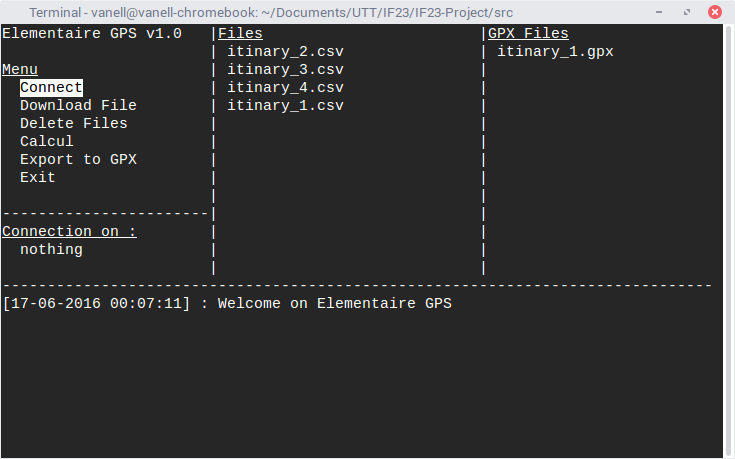 Terminal - vanell@vanell-chromebook: ~/Documents/UTT/IF23/IF23-Project/src
Elementaire GPS v1.0 |Files |GPX Files
| itinary_2.csv | itinary_1.gpx
Menu | itinary_3.csv |
Connect | itinary_4.csv |
Download File | itinary_1.csv |
Delete Files | |
Calcul | |
Export to GPX | |
Exit | |
| |
-----------------------| |
Connection on : | |
nothing | |
| |
-------------------------------------------------------------------------------
[17-06-2016 00:07:11] : Welcome on Elementaire GPS